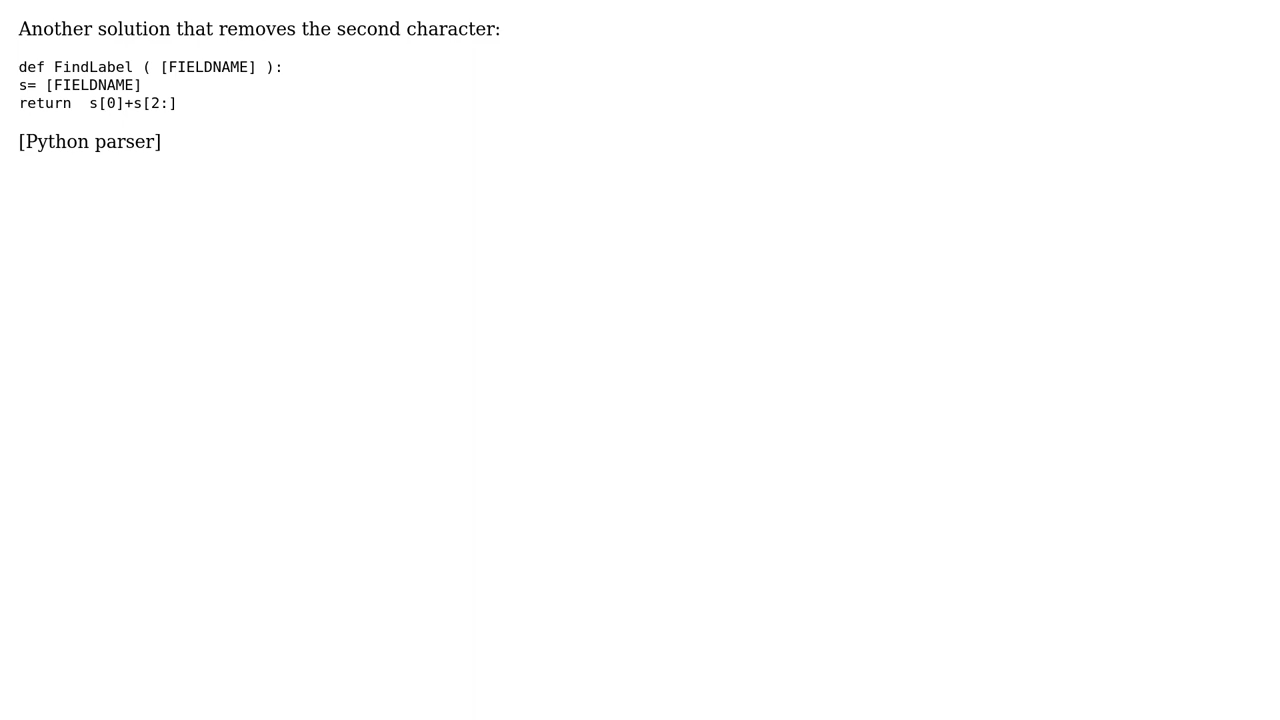 Another solution that removes the second character:
def FindLabel ( [FIELDNAME] ):
s= [FIELDNAME]
return  s[0]+s[2:]
[Python parser]